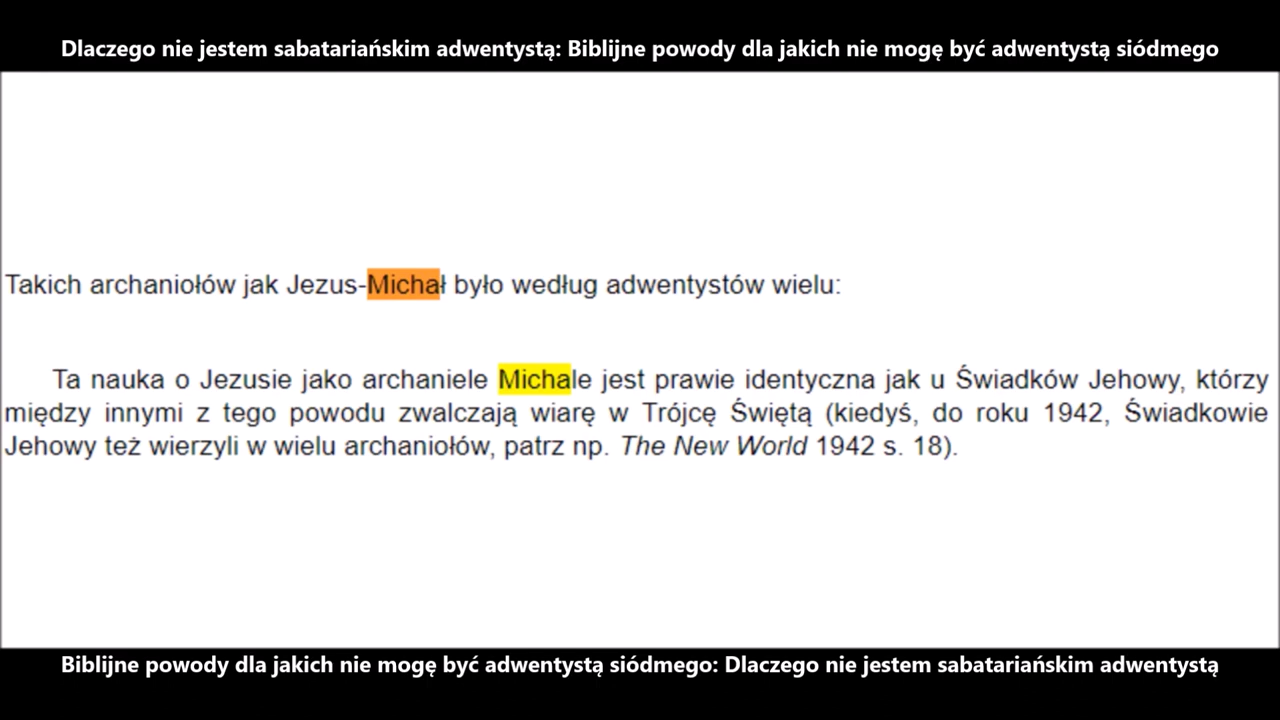 Dlaczego nie jestem sabatariańskim adwentystą: Biblijne powody dla jakich nie mogę być adwentystą siódmego
Takich archaniołów jak Jezus-Michał było według adwentystów wielu:
Ta nauka o Jezusie jako archaniele Michale jest prawie identyczna jak u Świadków Jehowy, którzy
między innymi z tego powodu zwalczają wiarę w Trójcę Świętą (kiedyś, do roku 1942, Świadkowie
Jehowy też wierzyli w wielu archaniołów, patrz np. The New World 1942 s. 18).
Biblijne powody dla jakich nie mogę być adwentystą siódmego: Dlaczego nie jestem sabatariańskim adwentystą